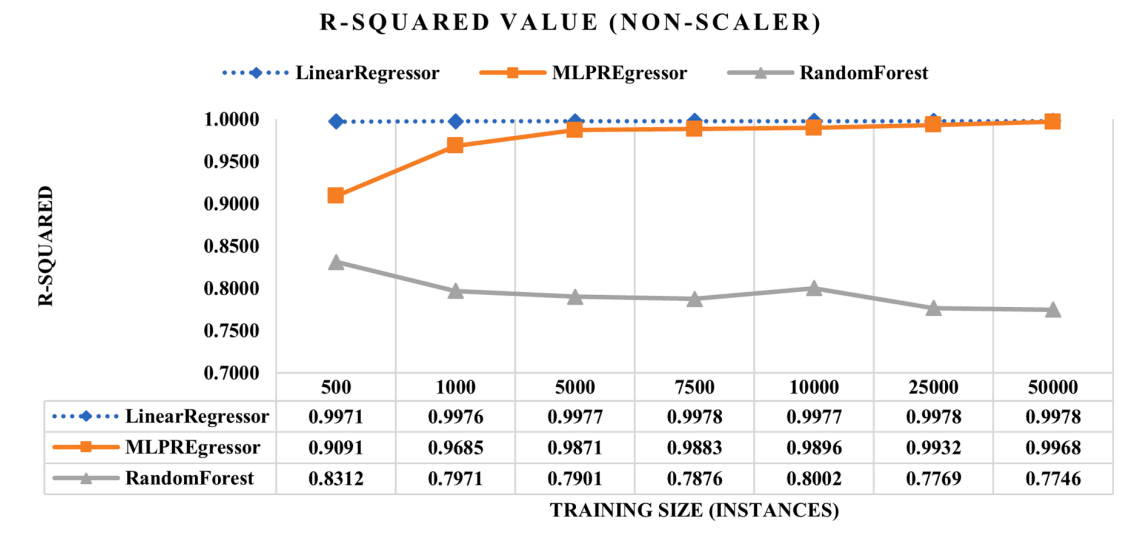 R-SQUARED VALUE (NON-SCALER)
LinearRegressor MLPREgressor RandomForest
R-SQUARED
1.0000
0.9500
0.9000
0.8500
0.8000
0.7500
0.7000
500 1000 5000 7500 10000 25000 50000
LinearRegressor 0.9971 0.9976 0.9977 0.9978 0.9977 0.9978 0.9978
MLPREgressor 0.9091 0.9685 0.9871 0.9883 0.9896 0.9932 0.9968
RandomForest 0.8312 0.7971 0.7901 0.7876 0.8002 0.7769 0.7746
TRAINING SIZE (INSTANCES)